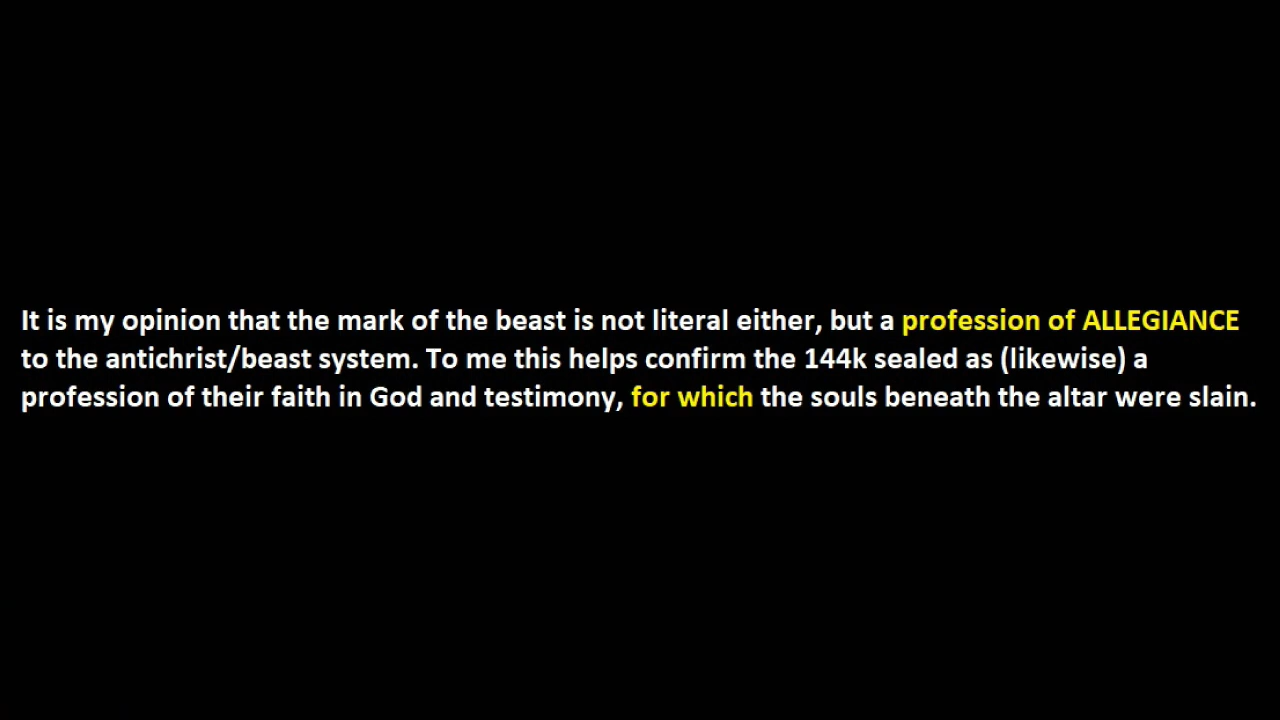 It is my opinion that the mark of the beast is not literal either, but a profession of ALLEGIANCE
to the antichrist/beast system. To me this helps confirm the 144k sealed as (likewise) a
profession of their faith in God and testimony, for which the souls beneath the altar were slain.